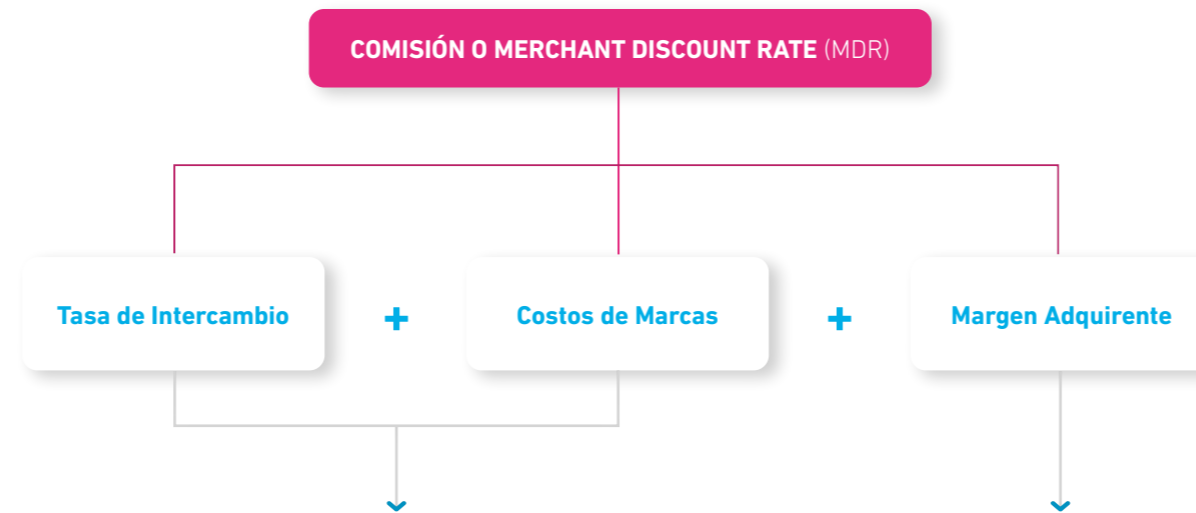 COMISIÓN O MERCHANT DISCOUNT RATE (MDR)
Tasa de Intercambio + Costos de Marcas + Margen Adquirente